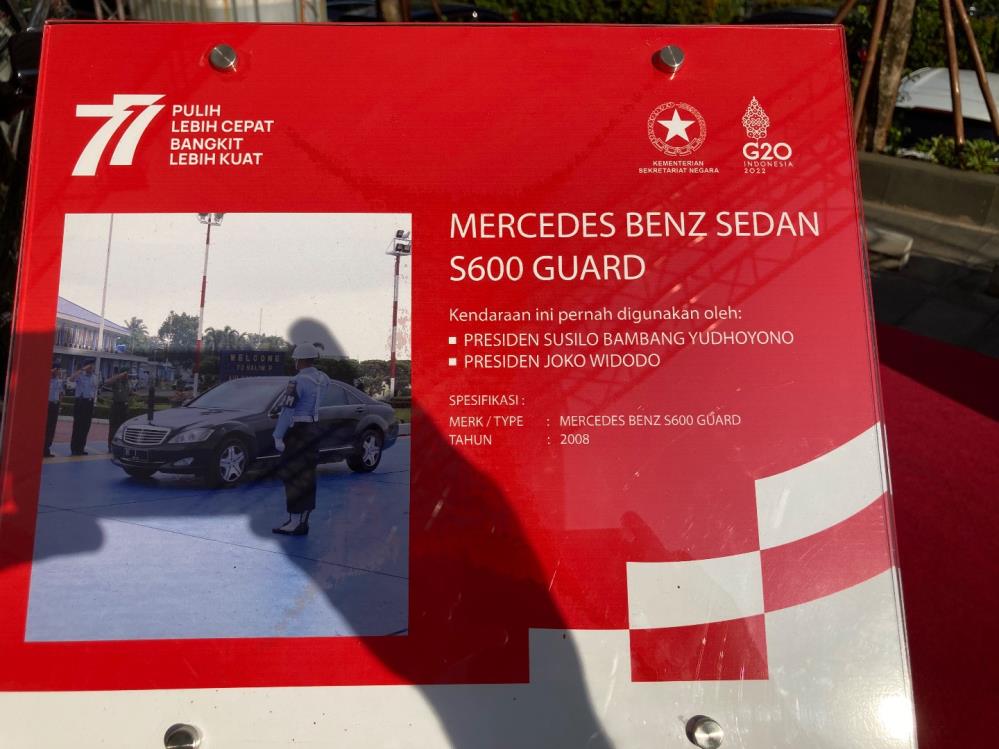 77
PULIH
LEBIH CEPAT
BANGKIT
LEBIH KUAT
KEMENTERIAN
SEKRETARIAT NEGARA
G20
INDONESIA
2022
MERCEDES BENZ SEDAN
S600 GUARD
Kendaraan ini pernah digunakan oleh:
PRESIDEN SUSILO BAMBANG YUDHOYONO
PRESIDEN JOKO WIDODO
SPESIFIKASI :
MERK / TYPE : MERCEDES BENZ S600 GUARD
TAHUN : 2008
WELCOME
TO HALIM P